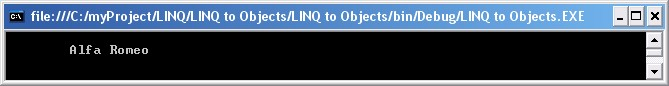 file:///C:/myProject/LINQ/LINQ to Objects/LINQ to Objects/bin/Debug/LINQ to Objects.EXE
Alfa Romeo